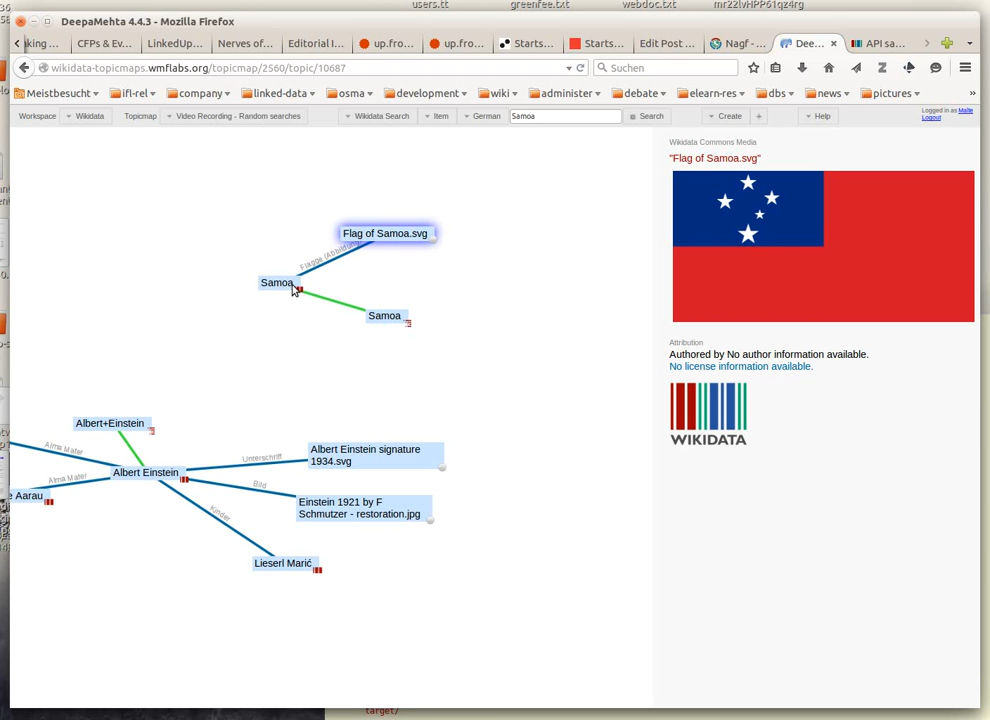 users.tt greenfee.txt webdoc.txt
DeepaMehta 4.4.3 - Mozilla Firefox
king ... CFPs & Ev... LinkedUp... Nerves of... Editorial I... up.fro... up.fro... Starts... Starts... Edit Post ... Nagf - ... Dee... API sa...
wikidata-topicmaps.wmflabs.org/topicmap/2560/topic/10687 Suchen
Meistbesucht ifl-rel company linked-data osma development wiki administer debate elearn-res dbs news pictures »
Workspace Wikidata Topicmap Video Recording - Random searches Wikidata Search Item German Samoa Search Create + Help
Logged in as Malte
Logout
Wikidata Commons Media
"Flag of Samoa.svg"
Flag of Samoa.svg
Flagge (Abbildung
Samoa
Samoa
Attribution
Authored by No author information available.
No license information available.
WIKIDATA
Albert+Einstein
Alma Mater
Albert Einstein
Unterschrift
Albert Einstein signature
1934.svg
Alma Mater
e Aarau
Bild
Einstein 1921 by F
Schmutzer - restoration.jpg
Kinder
Lieserl Marić
target/